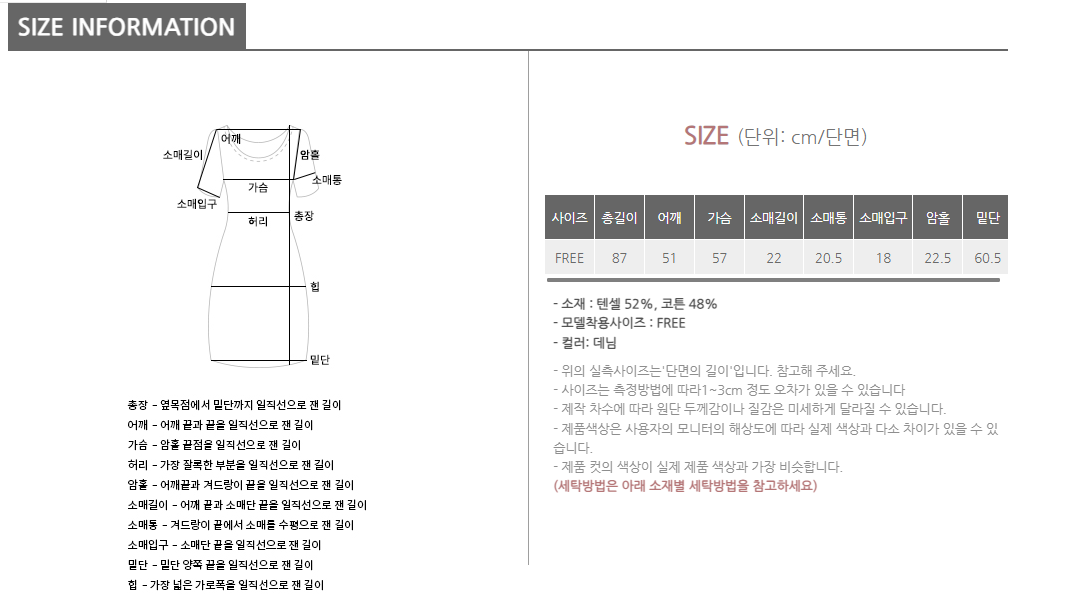 SIZE INFORMATION
어깨
소매길이
암홀
소매통
가슴
소매입구
총장
허리
힙
밑단
총장 - 옆목점에서 밑단까지 일직선으로 잰 길이
어깨 - 어깨 끝과 끝을 일직선으로 잰 길이
가슴 - 암홀 끝점을 일직선으로 잰 길이
허리 - 가장 잘록한 부분을 일직선으로 잰 길이
암홀 - 어깨끝과 겨드랑이 끝을 일직선으로 잰 길이
소매길이 - 어깨 끝과 소매단 끝을 일직선으로 잰 길이
소매통 - 겨드랑이 끝에서 소매를 수평으로 잰 길이
소매입구 - 소매단 끝을 일직선으로 잰 길이
밑단 - 밑단 양쪽 끝을 일직선으로 잰 길이
힙 - 가장 넓은 가로폭을 일직선으로 잰 길이
SIZE (단위: cm/단면)
사이즈 총길이 어깨 가슴 소매길이 소매통 소매입구 암홀 밑단
FREE 87 51 57 22 20.5 18 22.5 60.5
- 소재 : 텐셀 52%, 코튼 48%
- 모델착용사이즈 : FREE
- 컬러: 데님
- 위의 실측사이즈는'단면의 길이'입니다. 참고해 주세요.
- 사이즈는 측정방법에 따라1~3cm 정도 오차가 있을 수 있습니다
- 제작 차수에 따라 원단 두께감이나 질감은 미세하게 달라질 수 있습니다.
- 제품색상은 사용자의 모니터의 해상도에 따라 실제 색상과 다소 차이가 있을 수 있
습니다.
- 제품 컷의 색상이 실제 제품 색상과 가장 비슷합니다.
(세탁방법은 아래 소재별 세탁방법을 참고하세요)